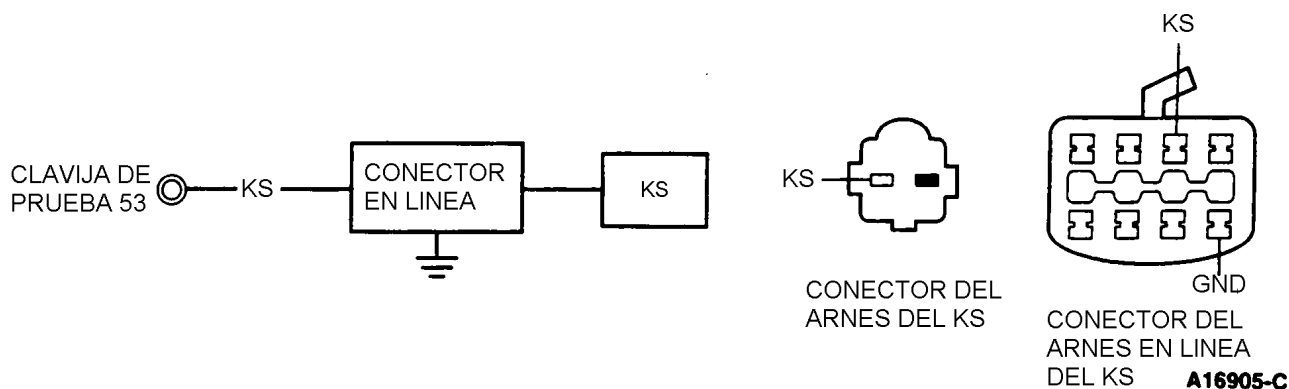 CLAVIJA DE
PRUEBA 53
KS
CONECTOR
EN LINEA
KS
KS
CONECTOR DEL
ARNES DEL KS
KS
GND
CONECTOR DEL
ARNES EN LINEA
DEL KS
A16905-C